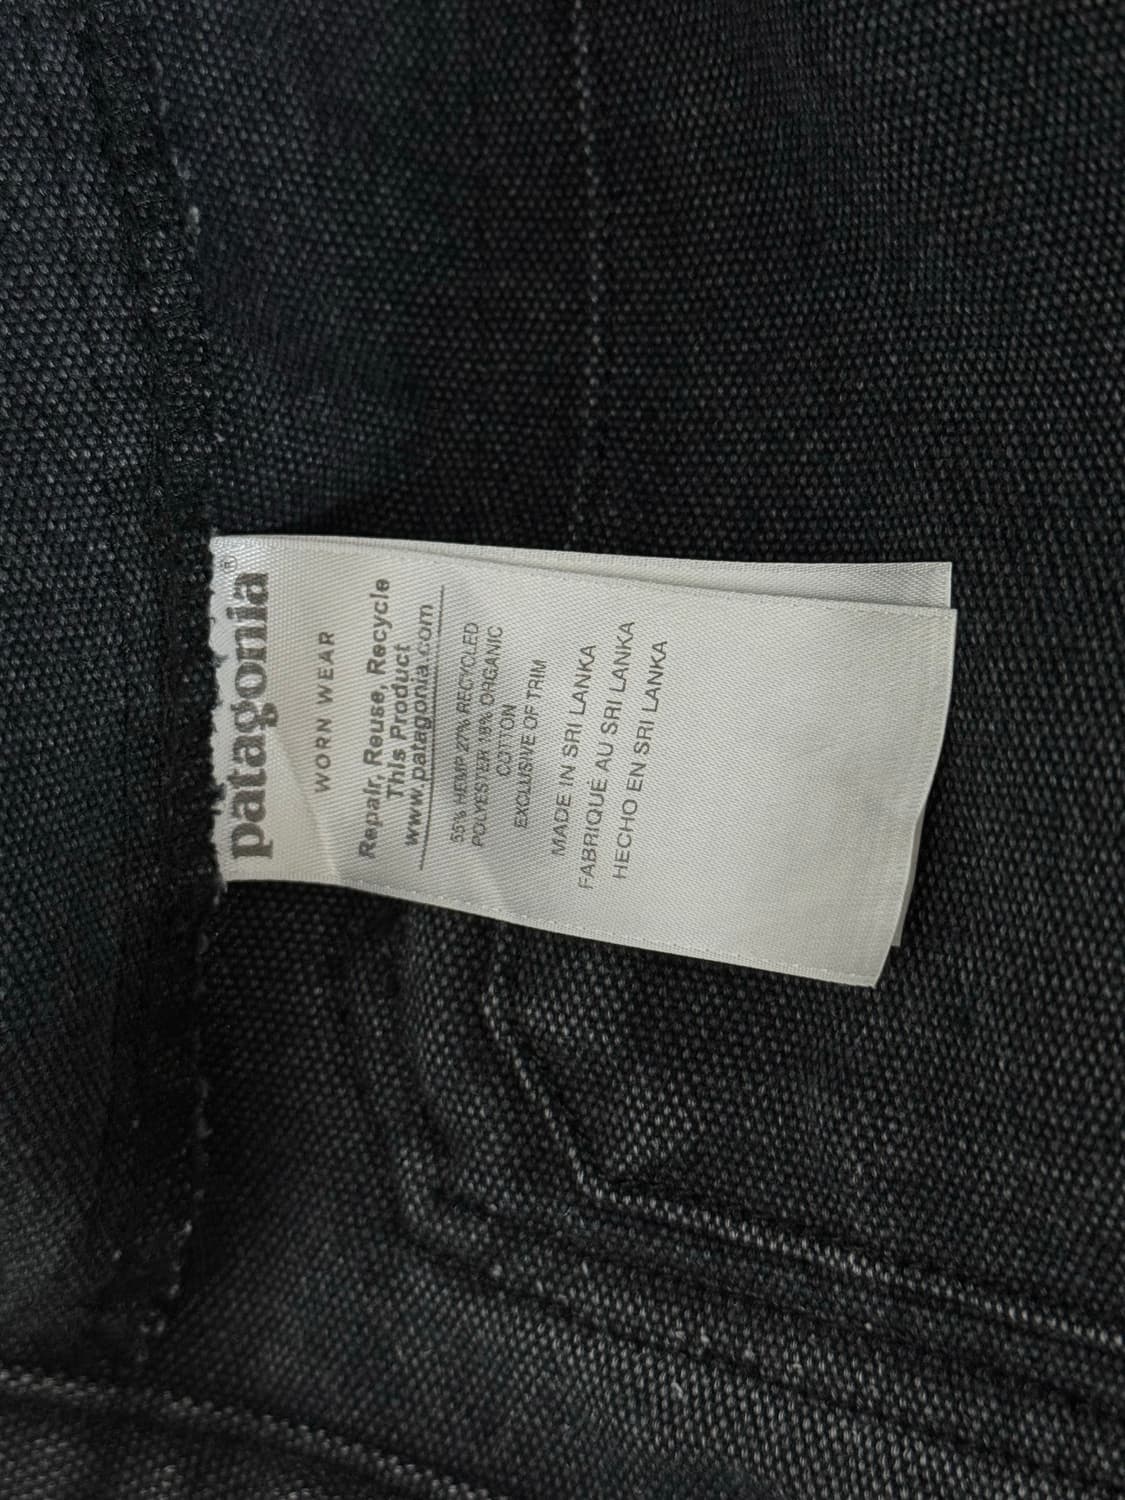 patagonia®
WORN WEAR
Repair, Reuse, Recycle
This Product
www.patagonia.com
55% HEMP 27% RECYCLED
POLYESTER 18% ORGANIC
COTTON
EXCLUSIVE OF TRIM
MADE IN SRI LANKA
FABRIQUÉ AU SRI LANKA
HECHO EN SRI LANKA